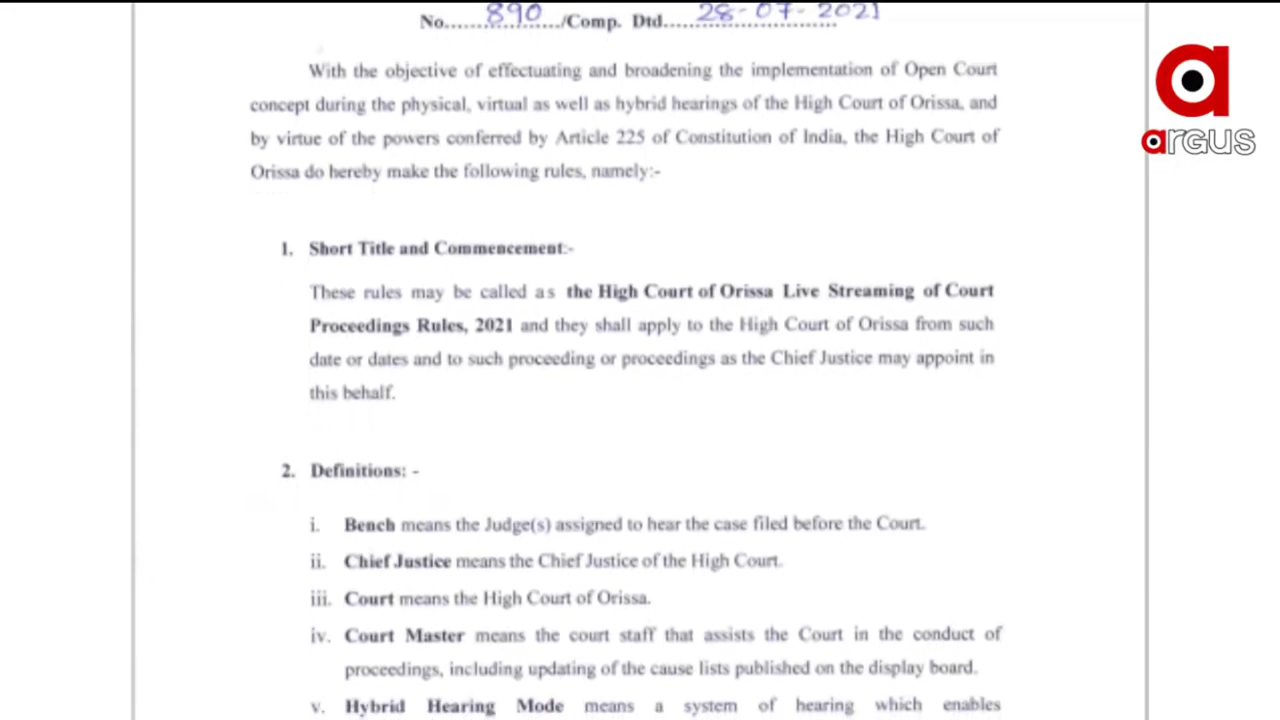 No.....890...../Comp. Dtd.....28-07-2021.....
With the objective of effectuating and broadening the implementation of Open Court
concept during the physical, virtual as well as hybrid hearings of the High Court of Orissa, and
by virtue of the powers conferred by Article 225 of Constitution of India, the High Court of
Orissa do hereby make the following rules, namely:-
1. Short Title and Commencement:-
These rules may be called as the High Court of Orissa Live Streaming of Court
Proceedings Rules, 2021 and they shall apply to the High Court of Orissa from such
date or dates and to such proceeding or proceedings as the Chief Justice may appoint in
this behalf.
2. Definitions: -
i. Bench means the Judge(s) assigned to hear the case filed before the Court.
ii. Chief Justice means the Chief Justice of the High Court.
iii. Court means the High Court of Orissa.
iv. Court Master means the court staff that assists the Court in the conduct of
proceedings, including updating of the cause lists published on the display board.
v. Hybrid Hearing Mode means a system of hearing which enables
argus